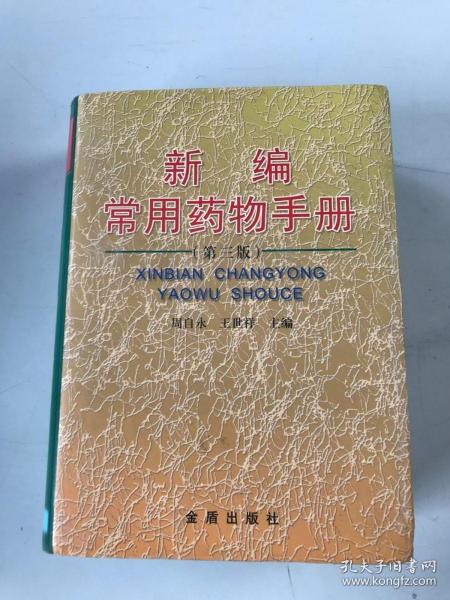 新 编
常用药物手册
(第三版)
XINBIAN CHANGYONG
YAOWU SHOUCE
周自永 王世祥 主编
金盾出版社
孔夫子旧书网
www.kongfz.com